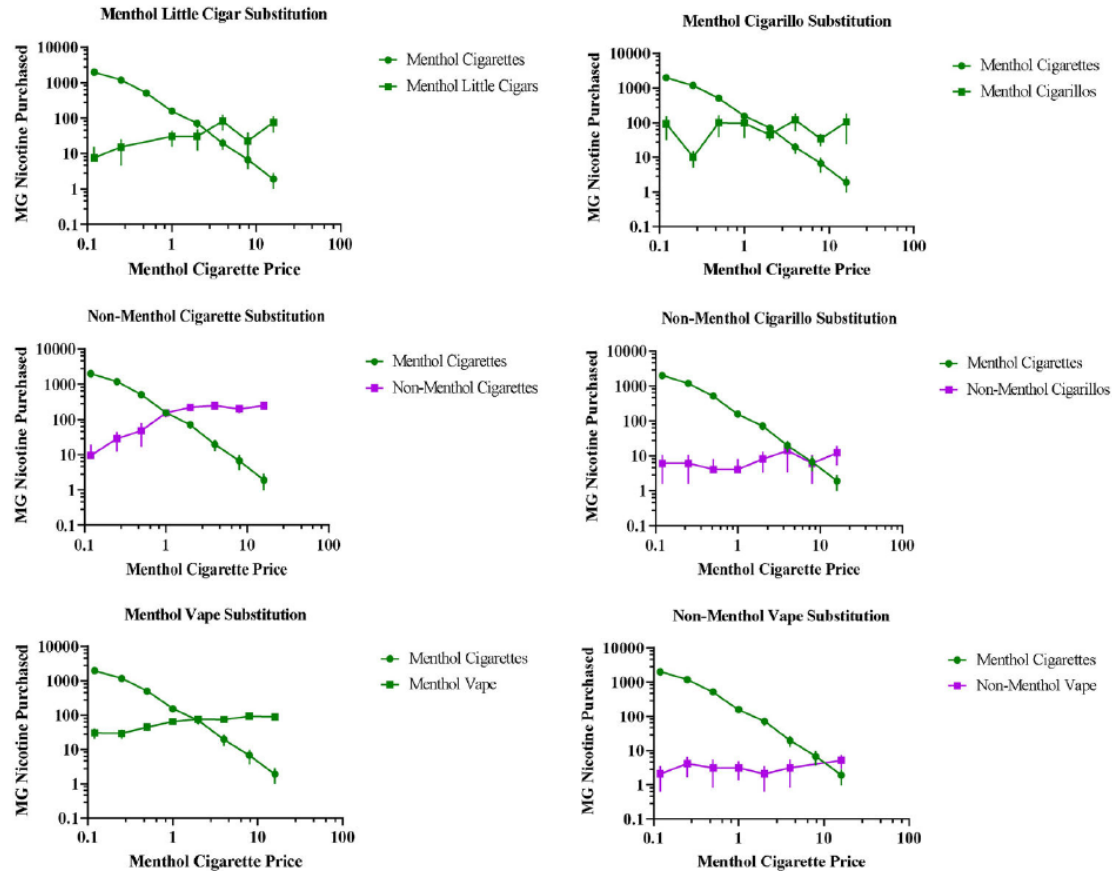 Menthol Little Cigar Substitution
MG Nicotine Purchased
10000
1000
100
10
1
0.1
0.1
1
10
100
Menthol Cigarette Price
Menthol Cigarettes
Menthol Little Cigars
Menthol Cigarillo Substitution
MG Nicotine Purchased
10000
1000
100
10
1
0.1
0.1
1
10
100
Menthol Cigarette Price
Menthol Cigarettes
Menthol Cigarillos
Non-Menthol Cigarette Substitution
MG Nicotine Purchased
10000
1000
100
10
1
0.1
0.1
1
10
100
Menthol Cigarette Price
Menthol Cigarettes
Non-Menthol Cigarettes
Non-Menthol Cigarillo Substitution
MG Nicotine Purchased
10000
1000
100
10
1
0.1
0.1
1
10
100
Menthol Cigarette Price
Menthol Cigarettes
Non-Menthol Cigarillos
Menthol Vape Substitution
MG Nicotine Purchased
10000
1000
100
10
1
0.1
0.1
1
10
100
Menthol Cigarette Price
Menthol Cigarettes
Menthol Vape
Non-Menthol Vape Substitution
MG Nicotine Purchased
10000
1000
100
10
1
0.1
0.1
1
10
100
Menthol Cigarette Price
Menthol Cigarettes
Non-Menthol Vape